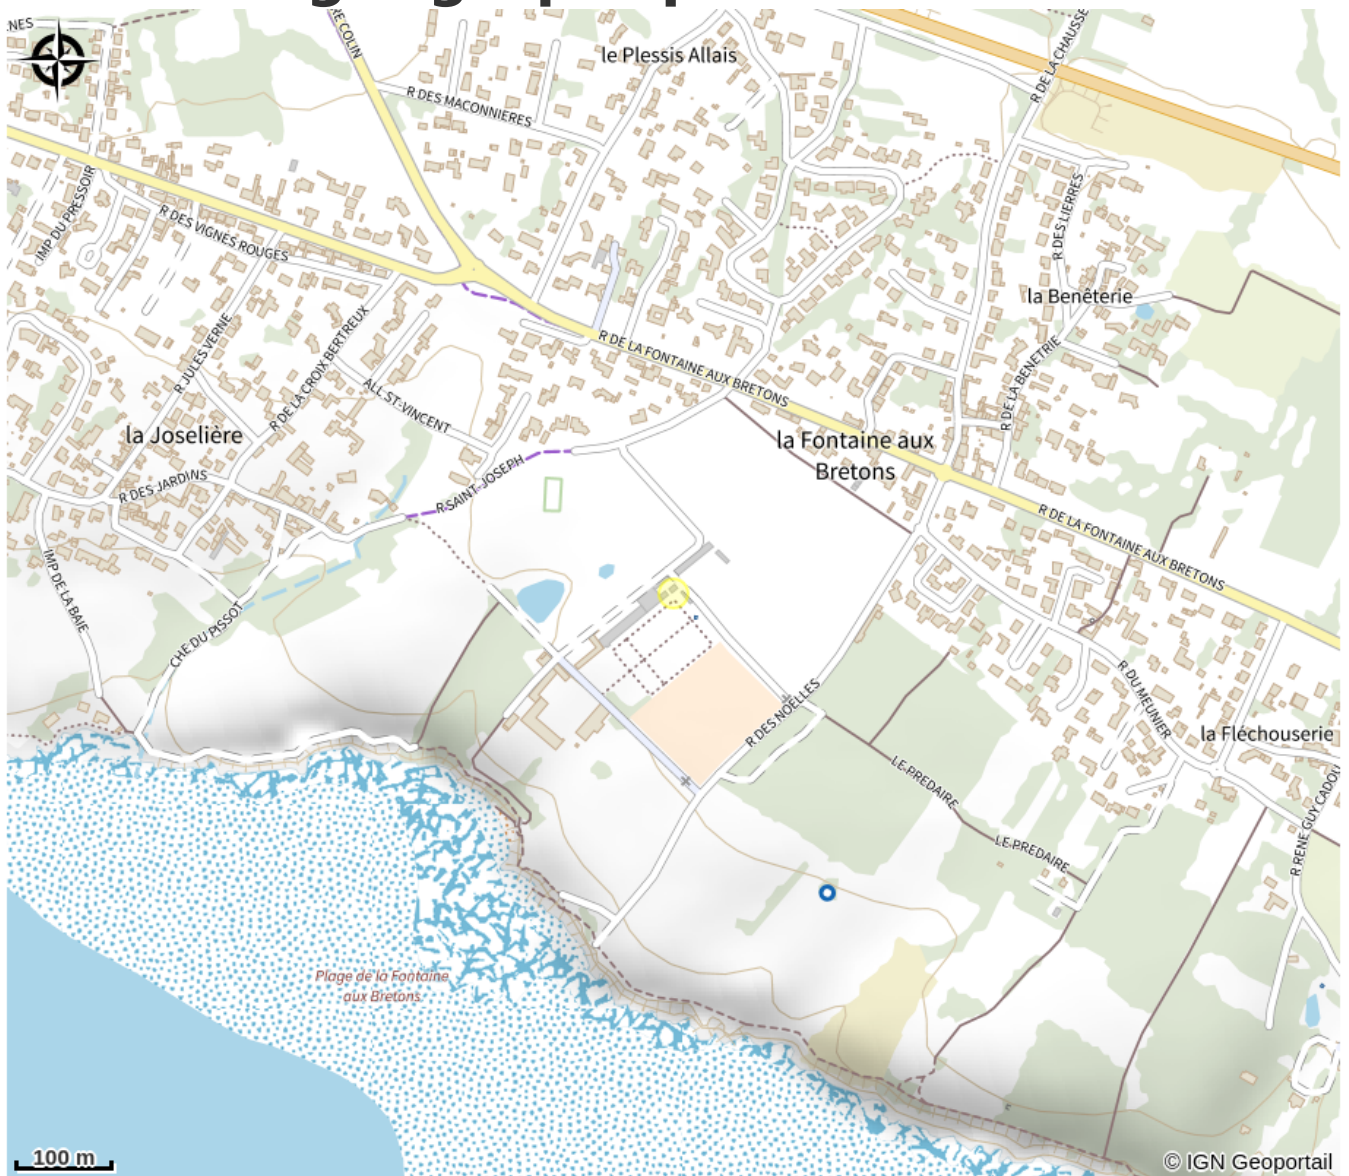 NES
RE COLIN
le Plessis Allais
R DE LA CHAUSSE
R DES MACONNIERES
IMP DU PRESSOIR
R DES VIGNES ROUGES
R DES LIERRES
la Benêterie
R JULES VERNE
R DE LA CROIX BERTREUX
R DE LA FONTAINE AUX BRETONS
R DE LA BENETRIE
ALL ST-VINCENT
la Joselière
la Fontaine aux
Bretons
R DES JARDINS
R SAINT-JOSEPH
R DE LA FONTAINE AUX BRETONS
IMP DE LA BAIE
CHE DU PISSOT
R DU MEUNIER
R DES NOELLES
la Fléchouserie
LE PREDAIRE
LE PREDAIRE
R RENE GUY CADOU
Plage de la Fontaine
aux Bretons
100 m
© IGN Geoportail